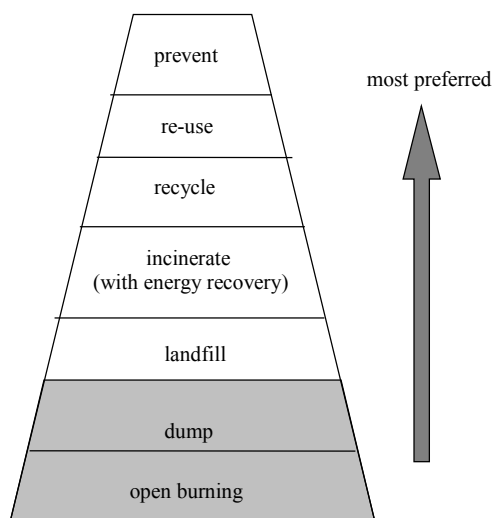 prevent
most preferred
re-use
recycle
incinerate
(with energy recovery)
landfill
dump
open burning